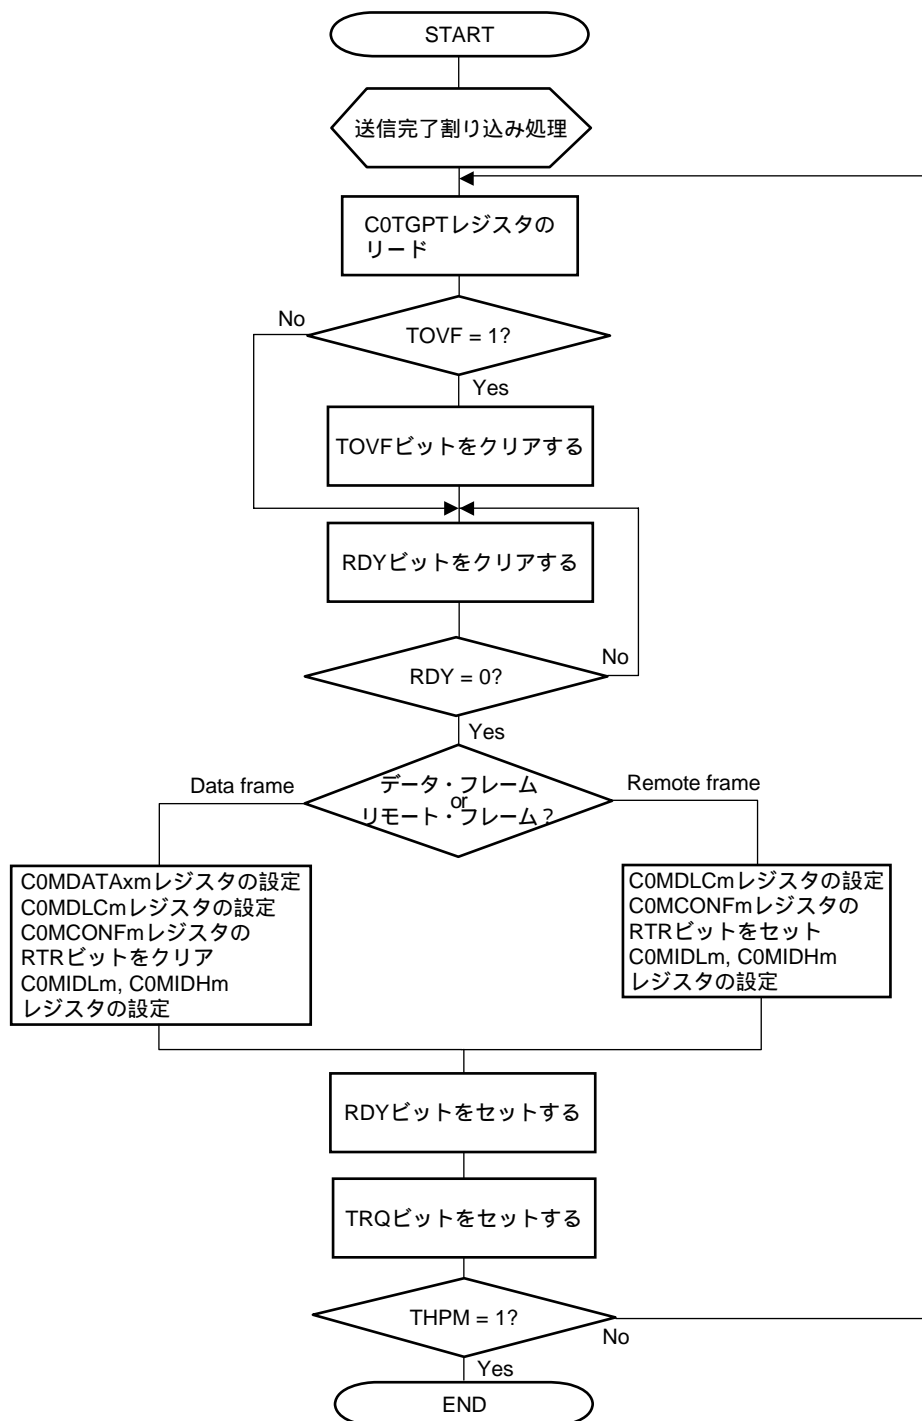 START
送信完了割り込み処理
C0TGPTレジスタの
リード
No
TOVF = 1?
Yes
TOVFビットをクリアする
RDYビットをクリアする
No
RDY = 0?
Yes
Data frame
データ・フレーム
or
リモート・フレーム？
Remote frame
C0MDATAxmレジスタの設定
C0MDLCmレジスタの設定
C0MCONFmレジスタの
RTRビットをクリア
C0MIDLm, C0MIDHm
レジスタの設定
C0MDLCmレジスタの設定
C0MCONFmレジスタの
RTRビットをセット
C0MIDLm, C0MIDHm
レジスタの設定
RDYビットをセットする
TRQビットをセットする
THPM = 1?
No
Yes
END